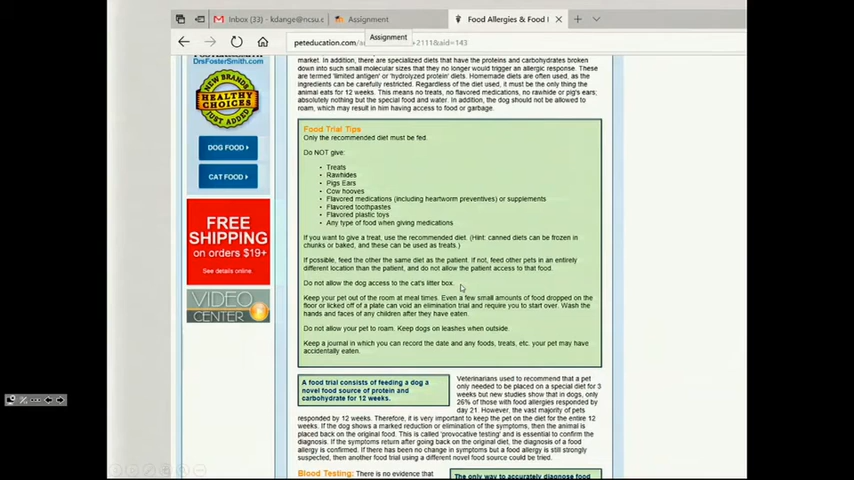 Inbox (33) - kdange@ncsu.e
Assignment
Food Allergies & Food I
Assignment
peteducation.com/
2111&aid=143
DrsFosterSmith.com
NEW BRANDS
HEALTHY
CHOICES
DOG FOOD
CAT FOOD
FREE
SHIPPING
on orders $19+
See details online.
VIDEO
CENTER
market. In addition, there are specialized diets that have the proteins and carbohydrates broken
down into such small molecular sizes that they no longer would trigger an allergic response. These
are termed 'limited antigen' or 'hydrolyzed protein' diets. Homemade diets are often used, as the
ingredients can be carefully restricted. Regardless of the diet used, it must be the only thing the
animal eats for 12 weeks. This means no treats, no flavored medications, no rawhide or pig's ears;
absolutely nothing but the special food and water. In addition, the dog should not be allowed to
roam, which may result in him having access to food or garbage.
Food Trial Tips
Only the recommended diet must be fed.
Do NOT give:
• Treats
• Rawhides
• Pigs Ears
• Cow hooves
• Flavored medications (including heartworm preventives) or supplements
• Flavored toothpastes
• Flavored plastic toys
• Any type of food when giving medications
If you want to give a treat, use the recommended diet. (Hint: canned diets can be frozen in
chunks or baked, and these can be used as treats.)
If possible, feed the other the same diet as the patient. If not, feed other pets in an entirely
different location than the patient, and do not allow the patient access to that food.
Do not allow the dog access to the cat's litter box.
Keep your pet out of the room at meal times. Even a few small amounts of food dropped on the
floor or licked off of a plate can void an elimination trial and require you to start over. Wash the
hands and faces of any children after they have eaten.
Do not allow your pet to roam. Keep dogs on leashes when outside.
Keep a journal in which you can record the date and any foods, treats, etc. your pet may have
accidentally eaten.
A food trial consists of feeding a dog a
novel food source of protein and
carbohydrate for 12 weeks.
Veterinarians used to recommend that a pet
only needed to be placed on a special diet for 3
weeks but new studies show that in dogs, only
26% of those with food allergies responded by
day 21. However, the vast majority of pets
responded by 12 weeks. Therefore, it is very important to keep the pet on the diet for the entire 12
weeks. If the dog shows a marked reduction or elimination of the symptoms, then the animal is
placed back on the original food. This is called 'provocative testing' and is essential to confirm the
diagnosis. If the symptoms return after going back on the original diet, the diagnosis of a food
allergy is confirmed. If there has been no change in symptoms but a food allergy is still strongly
suspected, then another food trial using a different novel food source could be tried.
Blood Testing: There is no evidence that
The only way to accurately diagnose food